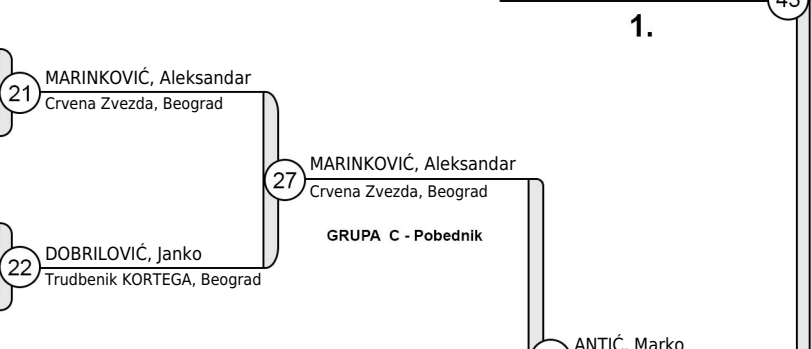 43
1.
MARINKOVIĆ, Aleksandar
21
Crvena Zvezda, Beograd
MARINKOVIĆ, Aleksandar
27
Crvena Zvezda, Beograd
GRUPA C - Pobednik
DOBRILOVIĆ, Janko
22
Trudbenik KORTEGA, Beograd
ANTIĆ, Marko